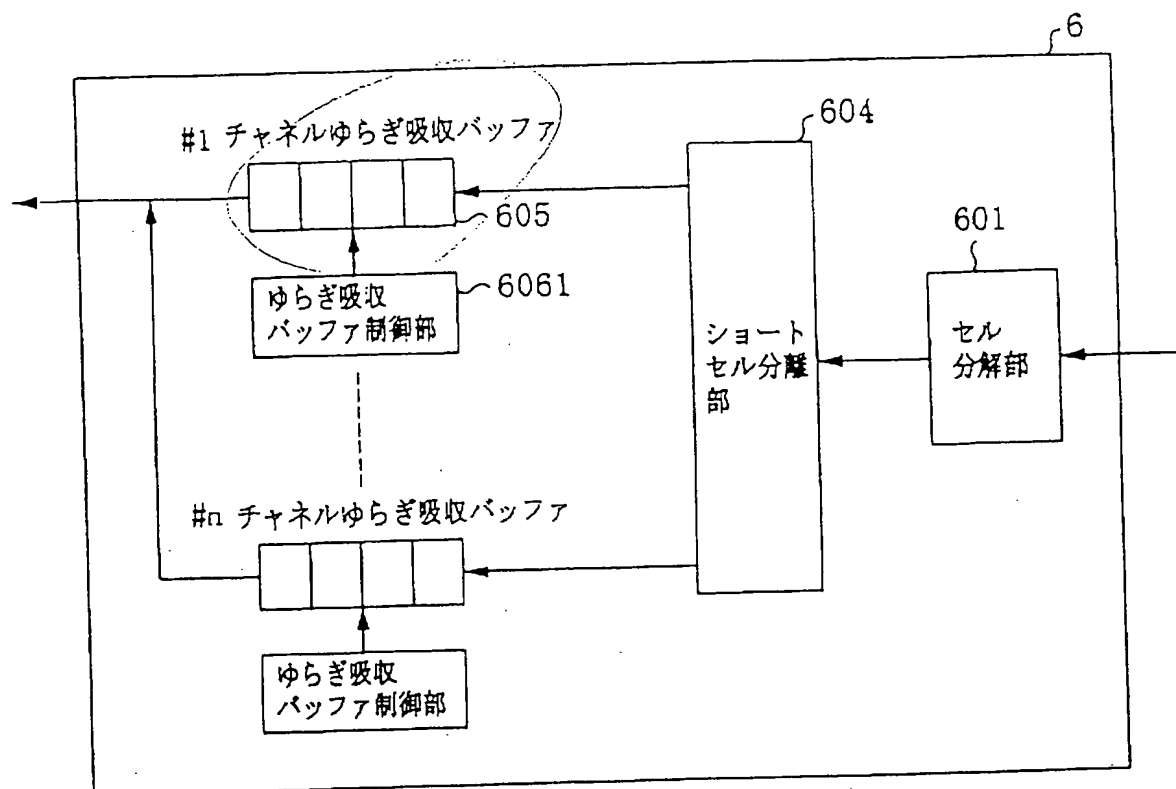 6
#1 チャネルゆらぎ吸収バッファ
604
605
601
6061
ゆらぎ吸収
バッファ制御部
ショート
セル分離
部
セル
分解部
#n チャネルゆらぎ吸収バッファ
ゆらぎ吸収
バッファ制御部